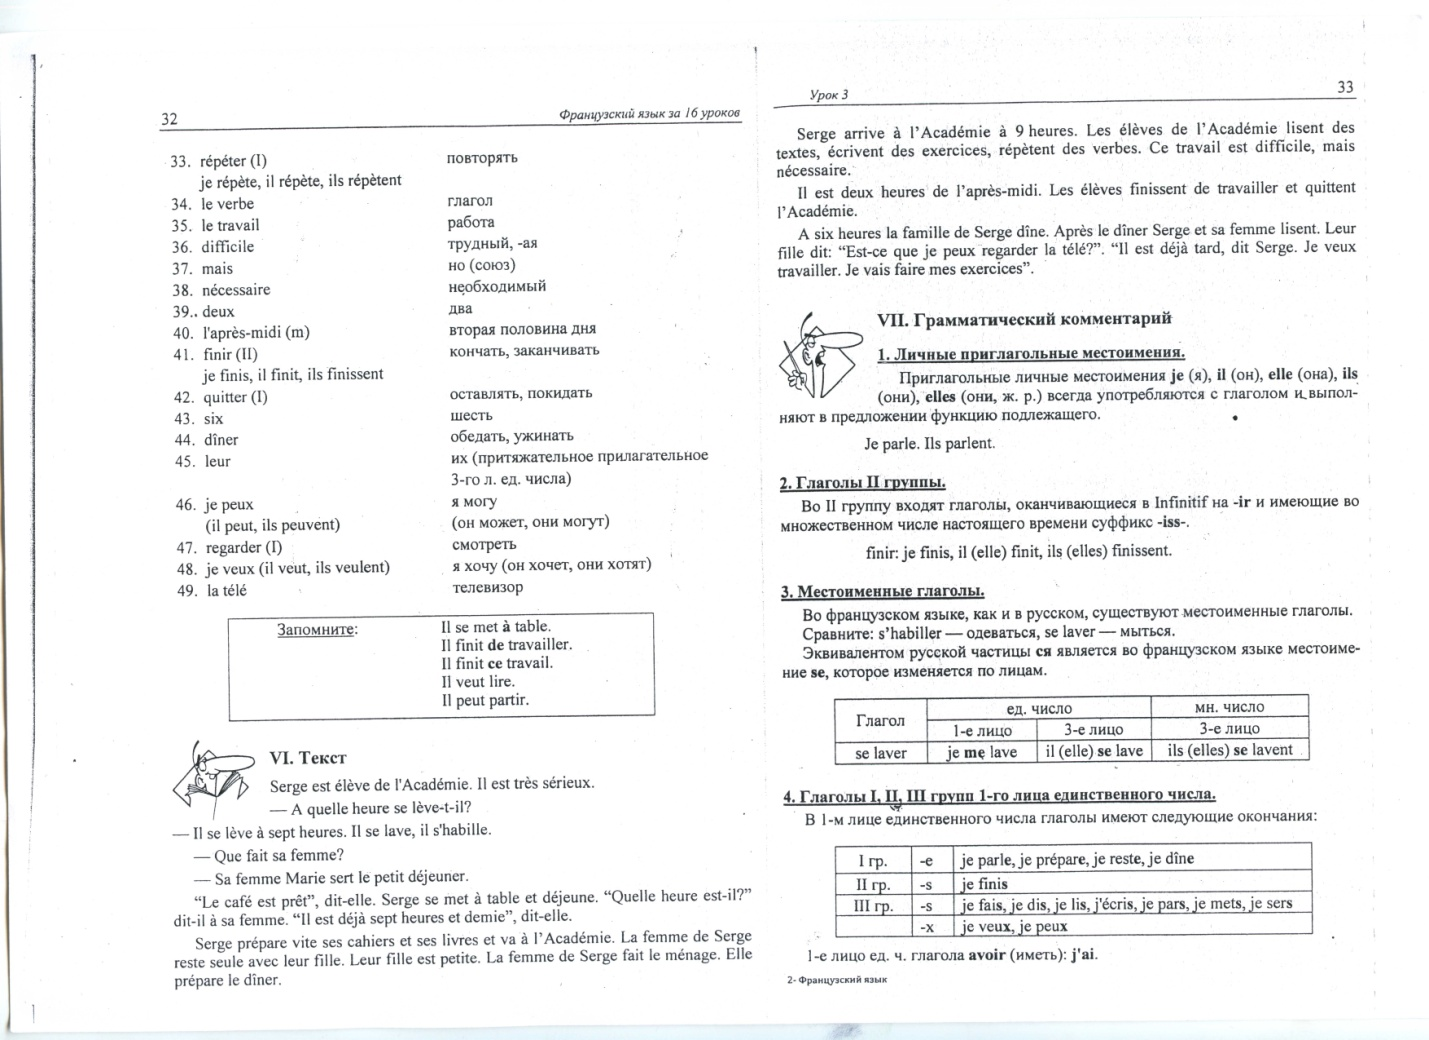 32
Французский язык за 16 уроков
33. répéter (I) повторять
je répète, il répète, ils répètent
34. le verbe глагол
35. le travail работа
36. difficile трудный, -ая
37. mais но (союз)
38. nécessaire необходимый
39.. deux два
40. l'après-midi (m) вторая половина дня
41. finir (II) кончать, заканчивать
je finis, il finit, ils finissent
42. quitter (I) оставлять, покидать
43. six шесть
44. dîner обедать, ужинать
45. leur их (притяжательное прилагательное
3-го л. ед. числа)
46. je peux я могу
(il peut, ils peuvent) (он может, они могут)
47. regarder (I) смотреть
48. je veux (il veut, ils veulent) я хочу (он хочет, они хотят)
49. la télé телевизор
Запомните: Il se met à table.
Il finit de travailler.
Il finit ce travail.
Il veut lire.
Il peut partir.
VI. Текст
Serge est élève de l'Académie. Il est très sérieux.
— A quelle heure se lève-t-il?
— Il se lève à sept heures. Il se lave, il s'habille.
— Que fait sa femme?
— Sa femme Marie sert le petit déjeuner.
“Le café est prêt”, dit-elle. Serge se met à table et déjeune. “Quelle heure est-il?”
dit-il à sa femme. “Il est déjà sept heures et demie”, dit-elle.
Serge prépare vite ses cahiers et ses livres et va à l’Académie. La femme de Serge
reste seule avec leur fille. Leur fille est petite. La femme de Serge fait le ménage. Elle
prépare le dîner.
Урок 3
33
Serge arrive à l’Académie à 9 heures. Les élèves de l’Académie lisent des
textes, écrivent des exercices, répètent des verbes. Ce travail est difficile, mais
nécessaire.
Il est deux heures de l’après-midi. Les élèves finissent de travailler et quittent
l’Académie.
A six heures la famille de Serge dîne. Après le dîner Serge et sa femme lisent. Leur
fille dit: “Est-ce que je peux regarder la télé?”. “Il est déjà tard, dit Serge. Je veux
travailler. Je vais faire mes exercices”.
VII. Грамматический комментарий
1. Личные приглагольные местоимения.
Приглагольные личные местоимения je (я), il (он), elle (она), ils
(они), elles (они, ж. р.) всегда употребляются с глаголом и выпол-
няют в предложении функцию подлежащего.
Je parle. Ils parlent.
2. Глаголы II группы.
Во II группу входят глаголы, оканчивающиеся в Infinitif на -ir и имеющие во
множественном числе настоящего времени суффикс -iss-.
finir: je finis, il (elle) finit, ils (elles) finissent.
3. Местоименные глаголы.
Во французском языке, как и в русском, существуют местоименные глаголы.
Сравните: s’habiller — одеваться, se laver — мыться.
Эквивалентом русской частицы ся является во французском языке местоиме-
ние se, которое изменяется по лицам.
Глагол ед. число мн. число
1-е лицо 3-е лицо 3-е лицо
se laver je me lave il (elle) se lave ils (elles) se lavent
4. Глаголы I, II, III групп 1-го лица единственного числа.
В 1-м лице единственного числа глаголы имеют следующие окончания:
I гр. -e je parle, je prépare, je reste, je dîne
II гр. -s je finis
III гр. -s je fais, je dis, je lis, j'écris, je pars, je mets, je sers
-x je veux, je peux
1-е лицо ед. ч. глагола avoir (иметь): j'ai.
2- Французский язык